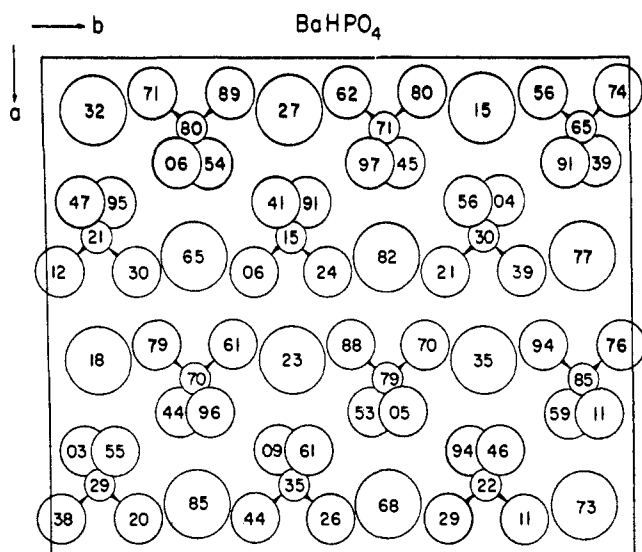 b BaHPO4
a
71 89 62 80 56 74
32 27 15
80 71 65
06 54 97 45 91 39
47 95 41 91 56 04
21 15 30
65 82 77
12 30 06 24 21 39
79 61 88 70 94 76
18 23 35
70 79 85
44 96 53 05 59 11
03 55 09 61 94 46
29 35 22
85 68 73
38 20 44 26 29 11